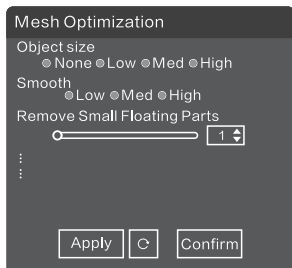 Mesh Optimization
Object size
None Low Med High
Smooth
Low Med High
Remove Small Floating Parts
1
Apply Confirm